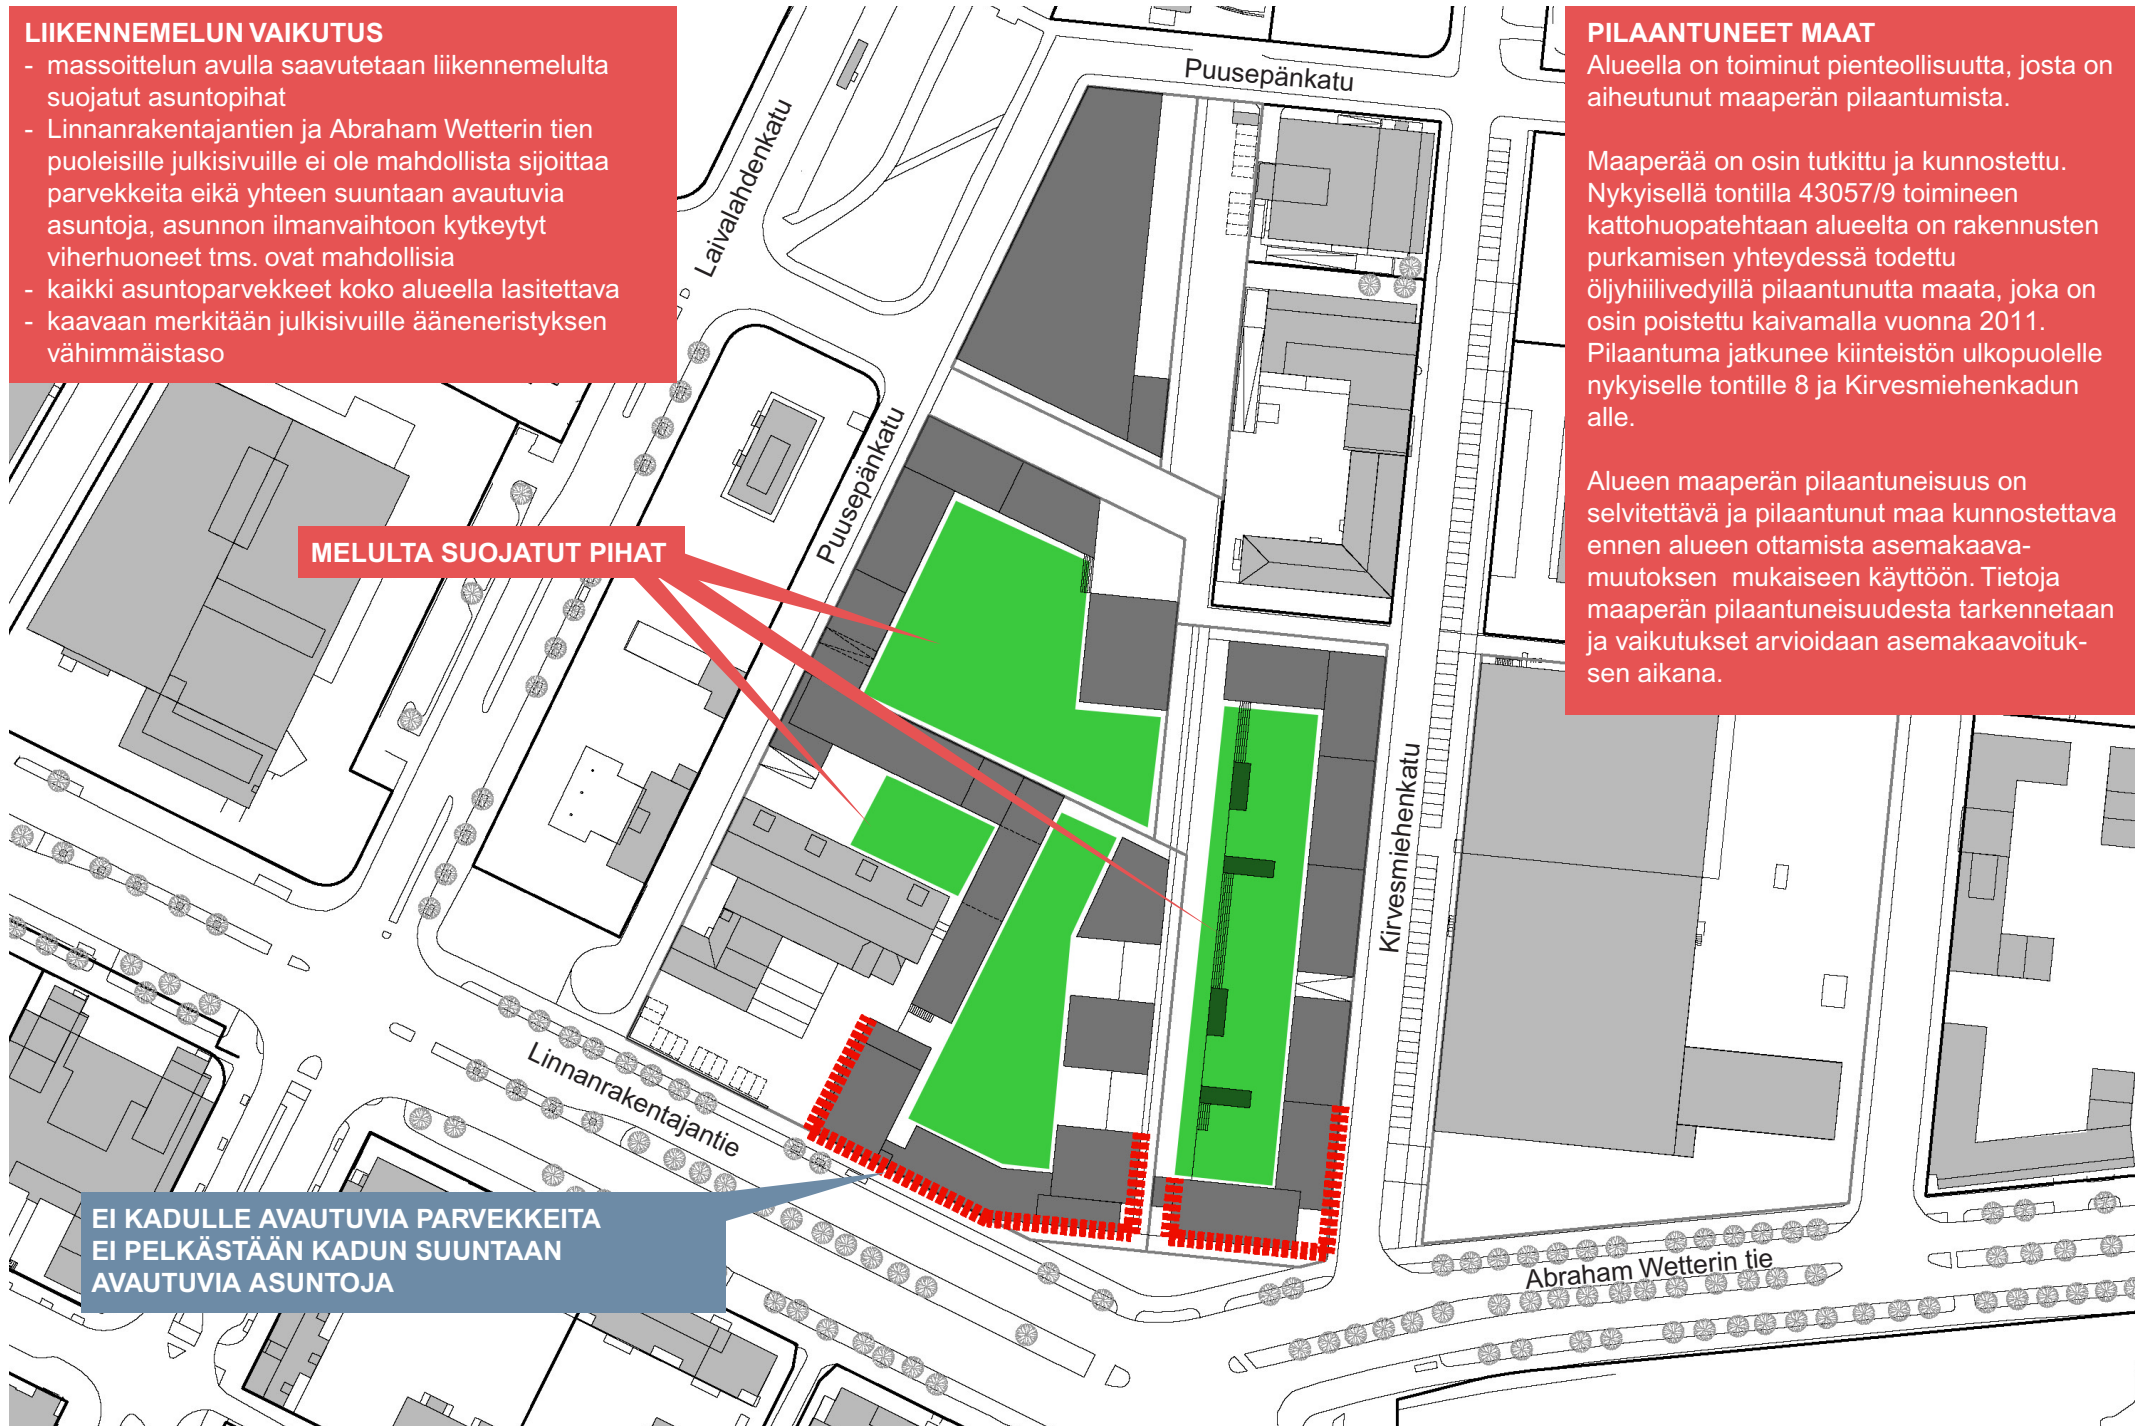 LIIKENNEMELUN VAIKUTUS
- massoittelun avulla saavutetaan liikennemelulta
suojatut asuntopihat
- Linnanrakentajantien ja Abraham Wetterin tien
puoleisille julkisivuille ei ole mahdollista sijoittaa
parvekkeita eikä yhteen suuntaan avautuvia
asuntoja, asunnon ilmanvaihtoon kytkeytyt
viherhuoneet tms. ovat mahdollisia
- kaikki asuntoparvekkeet koko alueella lasitettava
- kaavaan merkitään julkisivuille ääneneristyksen
vähimmäistaso
PILAANTUNEET MAAT
Alueella on toiminut pienteollisuutta, josta on
aiheutunut maaperän pilaantumista.
Maaperää on osin tutkittu ja kunnostettu.
Nykyisellä tontilla 43057/9 toimineen
kattohuopatehtaan alueelta on rakennusten
purkamisen yhteydessä todettu
öljyhiilivedyillä pilaantunutta maata, joka on
osin poistettu kaivamalla vuonna 2011.
Pilaantuma jatkunee kiinteistön ulkopuolelle
nykyiselle tontille 8 ja Kirvesmiehenkadun
alle.
Alueen maaperän pilaantuneisuus on
selvitettävä ja pilaantunut maa kunnostettava
ennen alueen ottamista asemakaava-
muutoksen mukaiseen käyttöön. Tietoja
maaperän pilaantuneisuudesta tarkennetaan
ja vaikutukset arvioidaan asemakaavoituk-
sen aikana.
Puusepänkatu
Laivalahdenkatu
Puusepänkatu
MELULTA SUOJATUT PIHAT
Kirvesmiehenkatu
Linnanrakentajantie
EI KADULLE AVAUTUVIA PARVEKKEITA
EI PELKÄSTÄÄN KADUN SUUNTAAN
AVAUTUVIA ASUNTOJA
Abraham Wetterin tie